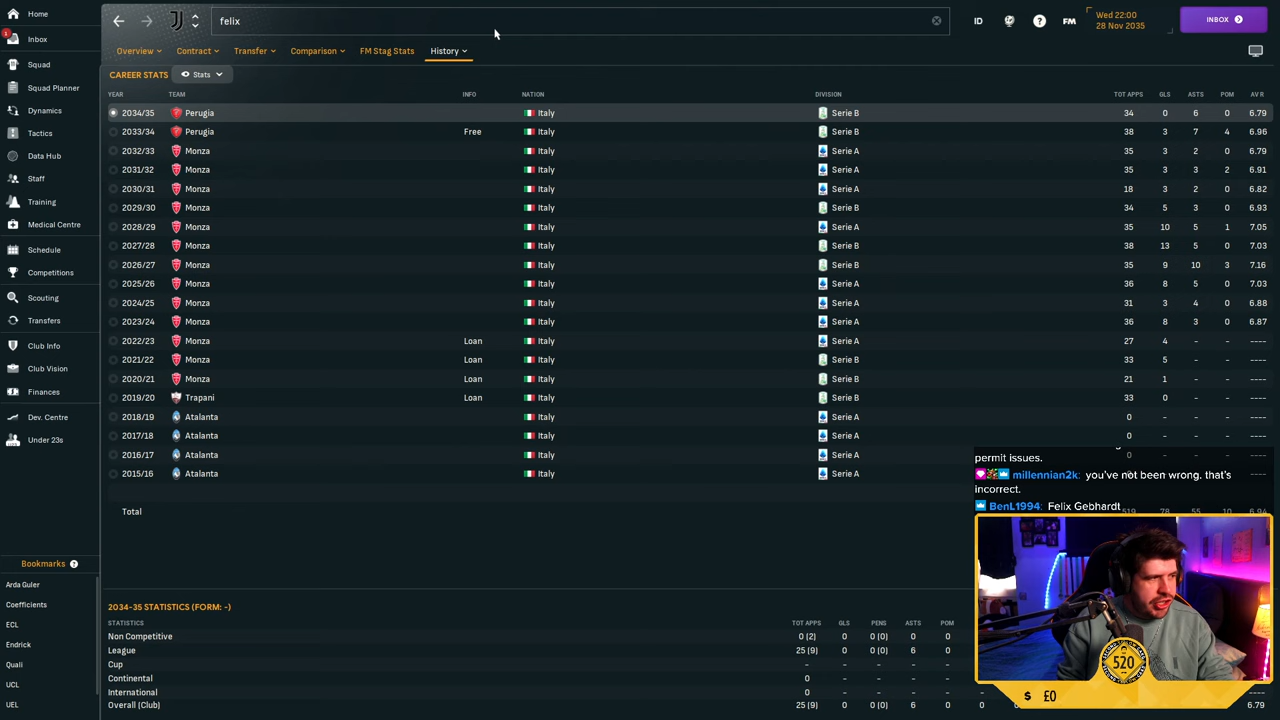 Home
felix
ID
FM
Wed 22:00
28 Nov 2035
INBOX
1
Inbox
Overview
Contract
Transfer
Comparison
FM Stag Stats
History
Squad
CAREER STATS
Stats
Squad Planner
YEAR TEAM INFO NATION DIVISION TOT APPS GLS ASTS POM AV R
Dynamics
2034/35 Perugia Italy Serie B 34 0 6 0 6.79
Tactics
2033/34 Perugia Free Italy Serie B 38 3 7 4 6.96
Data Hub
2032/33 Monza Italy Serie A 35 3 2 0 6.79
Staff
2031/32 Monza Italy Serie A 35 3 3 2 6.91
Training
2030/31 Monza Italy Serie A 18 3 2 0 6.82
2029/30 Monza Italy Serie B 34 5 3 0 6.93
Medical Centre
2028/29 Monza Italy Serie A 35 10 5 1 7.05
Schedule
2027/28 Monza Italy Serie B 38 13 5 0 7.03
Competitions
2026/27 Monza Italy Serie B 35 9 10 3 7.16
2025/26 Monza Italy Serie A 36 8 5 0 7.03
Scouting
2024/25 Monza Italy Serie A 31 3 4 0 6.88
Transfers
2023/24 Monza Italy Serie A 36 8 3 0 6.87
Club Info
2022/23 Monza Loan Italy Serie A 27 4 - - ----
Club Vision
2021/22 Monza Loan Italy Serie B 33 5 - - ----
2020/21 Monza Loan Italy Serie B 21 1 - - ----
Finances
2019/20 Trapani Loan Italy Serie B 33 0 - - ----
Dev. Centre
2018/19 Atalanta Italy Serie A 0 - - - ----
Under 23s
2017/18 Atalanta Italy Serie A 0 - - - ----
2016/17 Atalanta Italy Serie A 0 - - - ----
2015/16 Atalanta Italy Serie A - - - ----
permit issues.
millennian2k: you've not been wrong. that's
incorrect.
BenL1994: Felix Gebhardt
Total 519 78 55 10 6.94
Bookmarks
Arda Guler
Coefficients
ECL
Endrick
Quali
UCL
UEL
2034-35 STATISTICS (FORM: -)
STATISTICS TOT APPS GLS PENS ASTS POM
Non Competitive 0 (2) 0 0 (0) 0 0
League 25 (9) 0 0 (0) 6 0
Cup - - - - -
Continental 0 - - - -
International 0 - - - -
Overall (Club) 25 (9) 0 0 (0) 6 0 6.79
520
$ £0